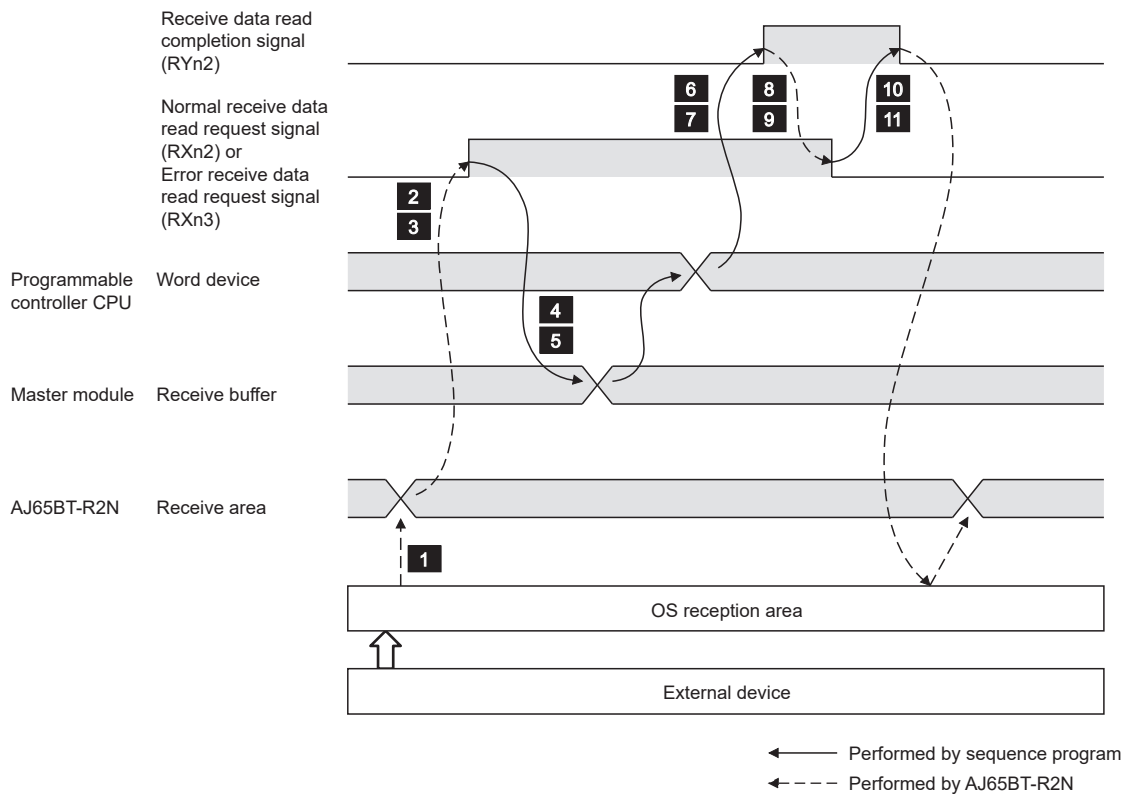 Receive data read
completion signal
(RYn2)
6
8
10
7
9
11
Normal receive data
read request signal
(RXn2) or
Error receive data
read request signal
(RXn3)
2
3
Programmable
controller CPU
Word device
4
5
Master module
Receive buffer
AJ65BT-R2N
Receive area
1
OS reception area
External device
Performed by sequence program
Performed by AJ65BT-R2N